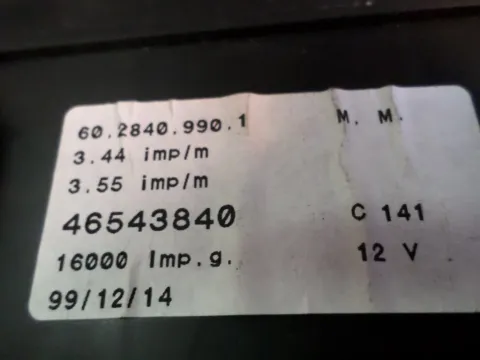 60.2840.990.1 M. M.
3.44 imp/m
3.55 imp/m
46543840 C 141
16000 Imp.g. 12 V
99/12/14